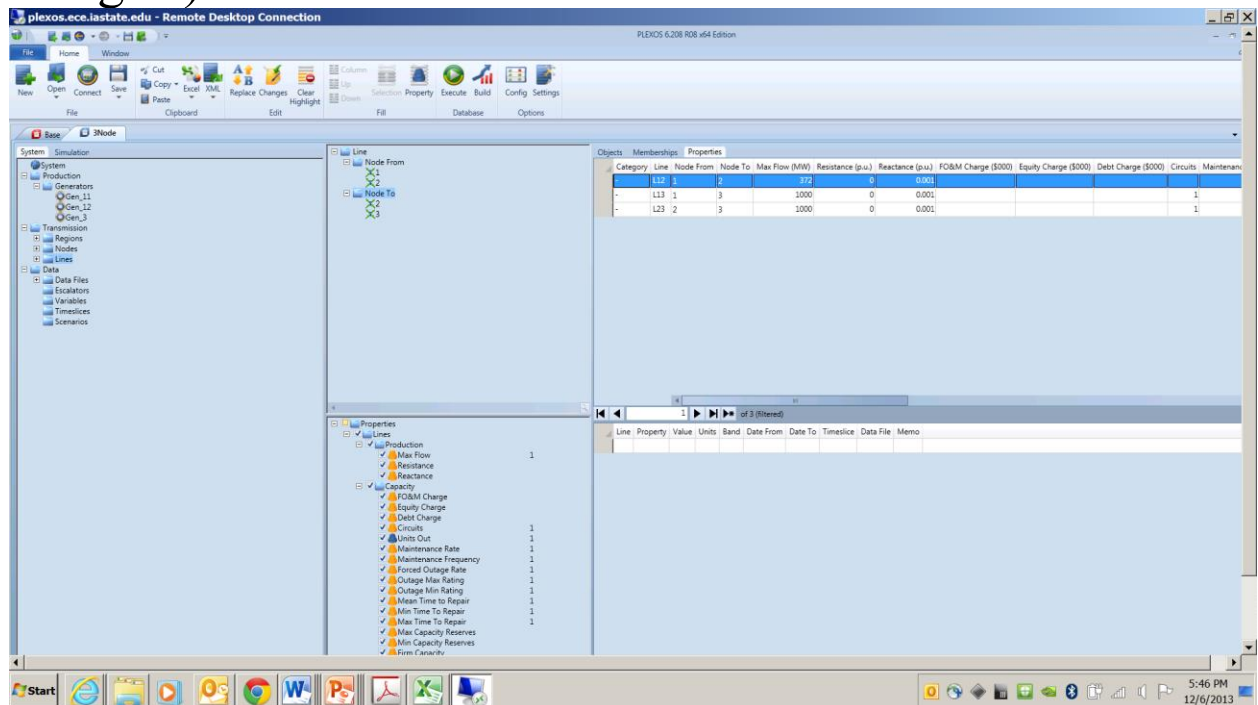 plexos.ece.iastate.edu - Remote Desktop Connection
PLEXOS 6.208 R08 x64 Edition
File Home Window
New Open Connect Save Cut Copy Paste Excel XML Replace Changes Clear Highlight Column Up Down Selection Property Execute Build Config Settings
File Clipboard Edit Fill Database Options
Base 3Node
System Simulation
System
Production
Generators
Gen_11
Gen_12
Gen_3
Transmission
Regions
Nodes
Lines
Data
Data Files
Escalators
Variables
Timeslices
Scenarios
Line
Node From
1
2
Node To
2
3
Properties
Lines
Production
Max Flow 1
Resistance
Reactance
Capacity
FO&M Charge
Equity Charge
Debt Charge
Circuits 1
Units Out 1
Maintenance Rate 1
Maintenance Frequency 1
Forced Outage Rate 1
Outage Max Rating 1
Outage Min Rating 1
Mean Time to Repair 1
Min Time To Repair 1
Max Time To Repair 1
Max Capacity Reserves
Min Capacity Reserves
Firm Capacity
Objects Memberships Properties
Category Line Node From Node To Max Flow (MW) Resistance (p.u.) Reactance (p.u.) FO&M Charge ($000) Equity Charge ($000) Debt Charge ($000) Circuits Maintenanc
- L12 1 2 372 0 0.001
- L13 1 3 1000 0 0.001 1
- L23 2 3 1000 0 0.001 1
1 of 3 (filtered)
Line Property Value Units Band Date From Date To Timeslice Data File Memo
Start
5:46 PM
12/6/2013